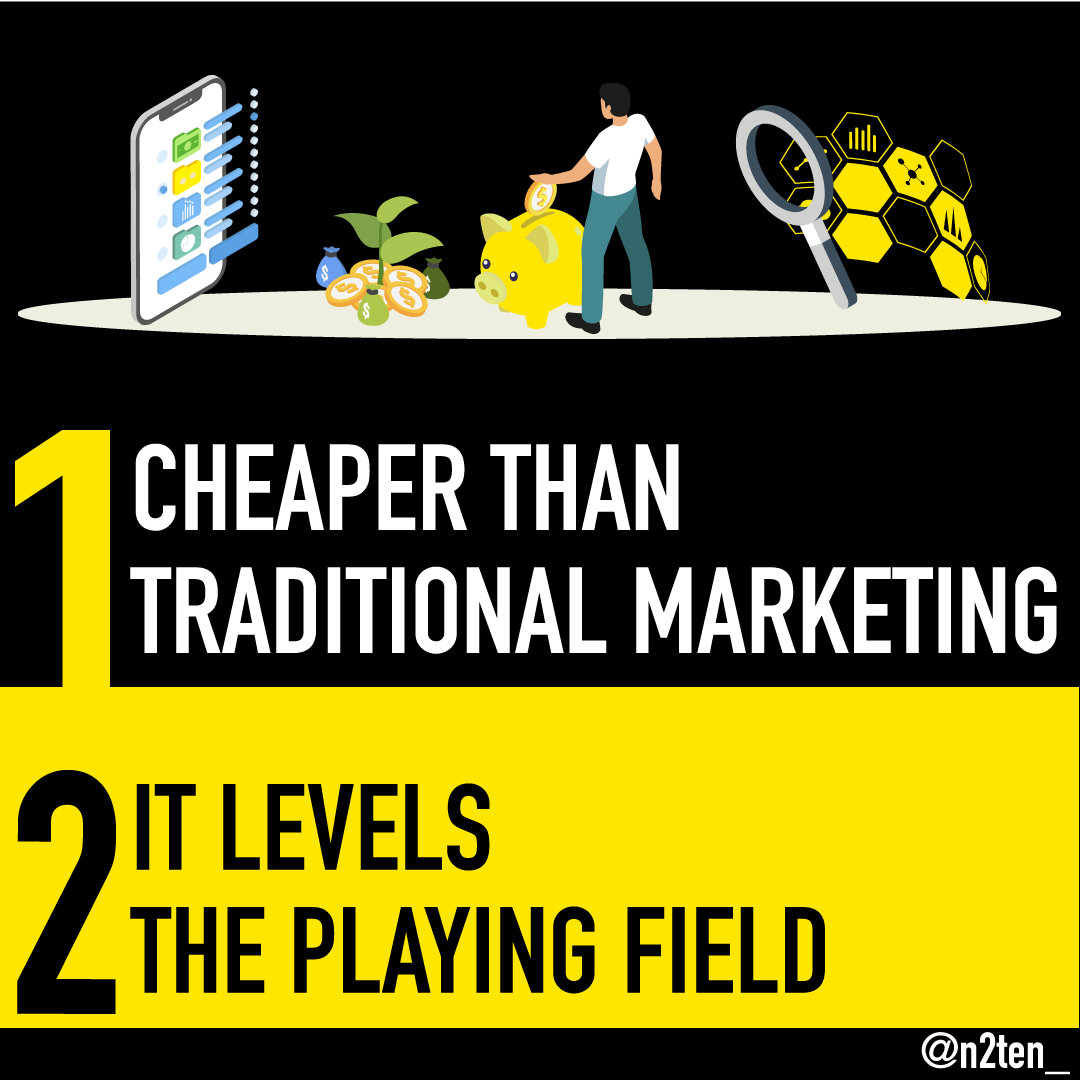 1
CHEAPER THAN
TRADITIONAL MARKETING
2
IT LEVELS
THE PLAYING FIELD
@n2ten_